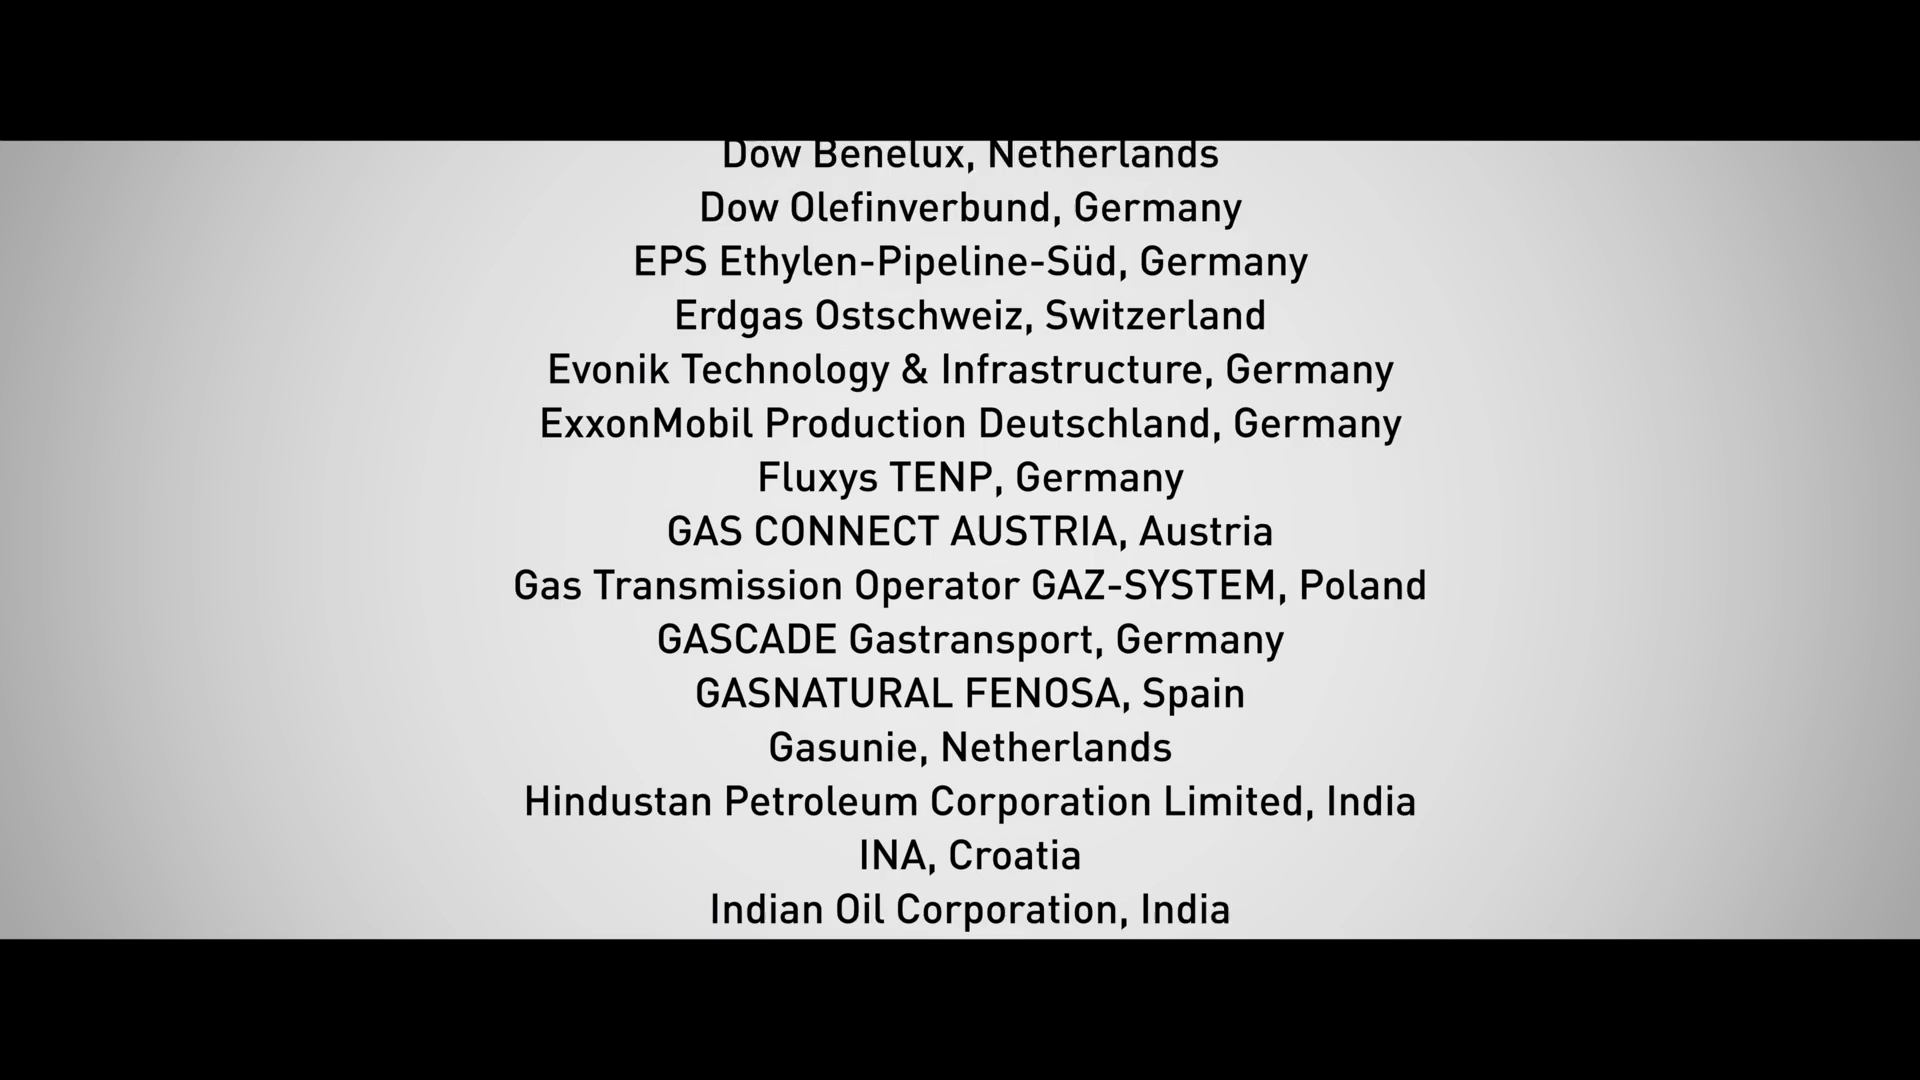 Dow Benelux, Netherlands
Dow Olefinverbund, Germany
EPS Ethylen-Pipeline-Süd, Germany
Erdgas Ostschweiz, Switzerland
Evonik Technology & Infrastructure, Germany
ExxonMobil Production Deutschland, Germany
Fluxys TENP, Germany
GAS CONNECT AUSTRIA, Austria
Gas Transmission Operator GAZ-SYSTEM, Poland
GASCADE Gastransport, Germany
GASNATURAL FENOSA, Spain
Gasunie, Netherlands
Hindustan Petroleum Corporation Limited, India
INA, Croatia
Indian Oil Corporation, India